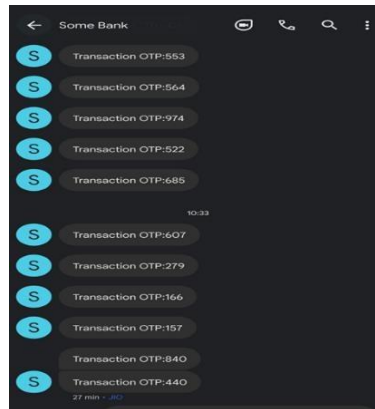 Some Bank
S Transaction OTP:553
S Transaction OTP:564
S Transaction OTP:974
S Transaction OTP:522
S Transaction OTP:685
10:33
S Transaction OTP:607
S Transaction OTP:279
S Transaction OTP:166
S Transaction OTP:157
Transaction OTP:840
S Transaction OTP:440
27 min • JIO